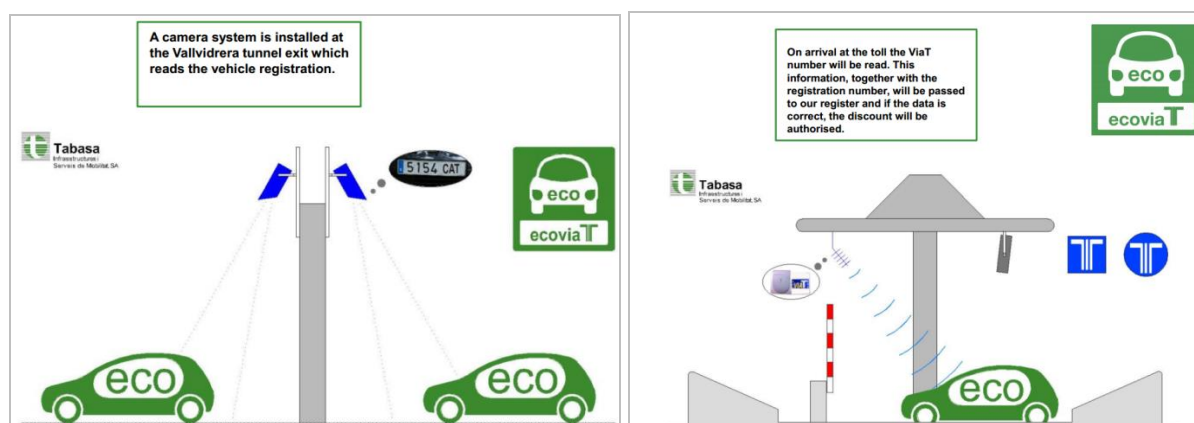 A camera system is installed at
the Vallvidrera tunnel exit which
reads the vehicle registration.
Tabasa
Infraestructures i
Serveis de Mobilitat, SA
5154 CAT
eco
ecoviaT
eco
eco
On arrival at the toll the ViaT
number will be read. This
information, together with the
registration number, will be passed
to our register and if the data is
correct, the discount will be
authorised.
eco
ecoviaT
Tabasa
Infraestructures i
Serveis de Mobilitat, SA
eco